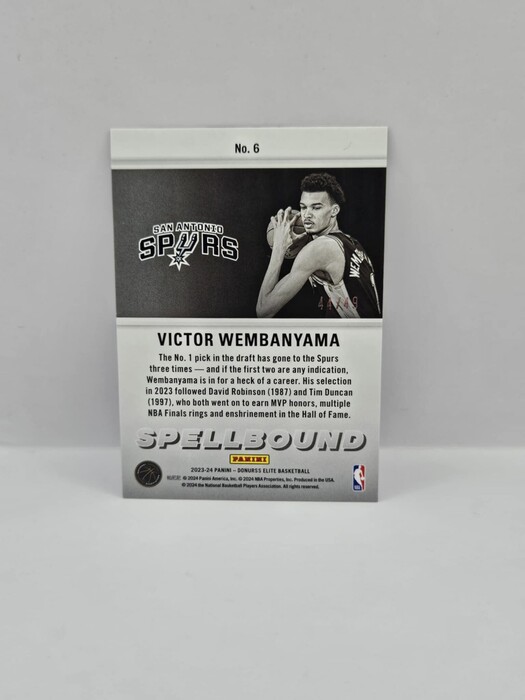 No. 6
SAN ANTONIO
SPURS
WEM
44/49
VICTOR WEMBANYAMA
The No. 1 pick in the draft has gone to the Spurs
three times — and if the first two are any indication,
Wembanyama is in for a heck of a career. His selection
in 2023 followed David Robinson (1987) and Tim Duncan
(1997), who both went on to earn MVP honors, multiple
NBA Finals rings and enshrinement in the Hall of Fame.
SPELLBOUND
PANINI
2023-24 PANINI – DONURSS ELITE BASKETBALL
© 2024 Panini America, Inc. © 2024 NBA Properties, Inc. Produced in the USA.
© 2024 the National Basketball Players Association. All rights reserved.